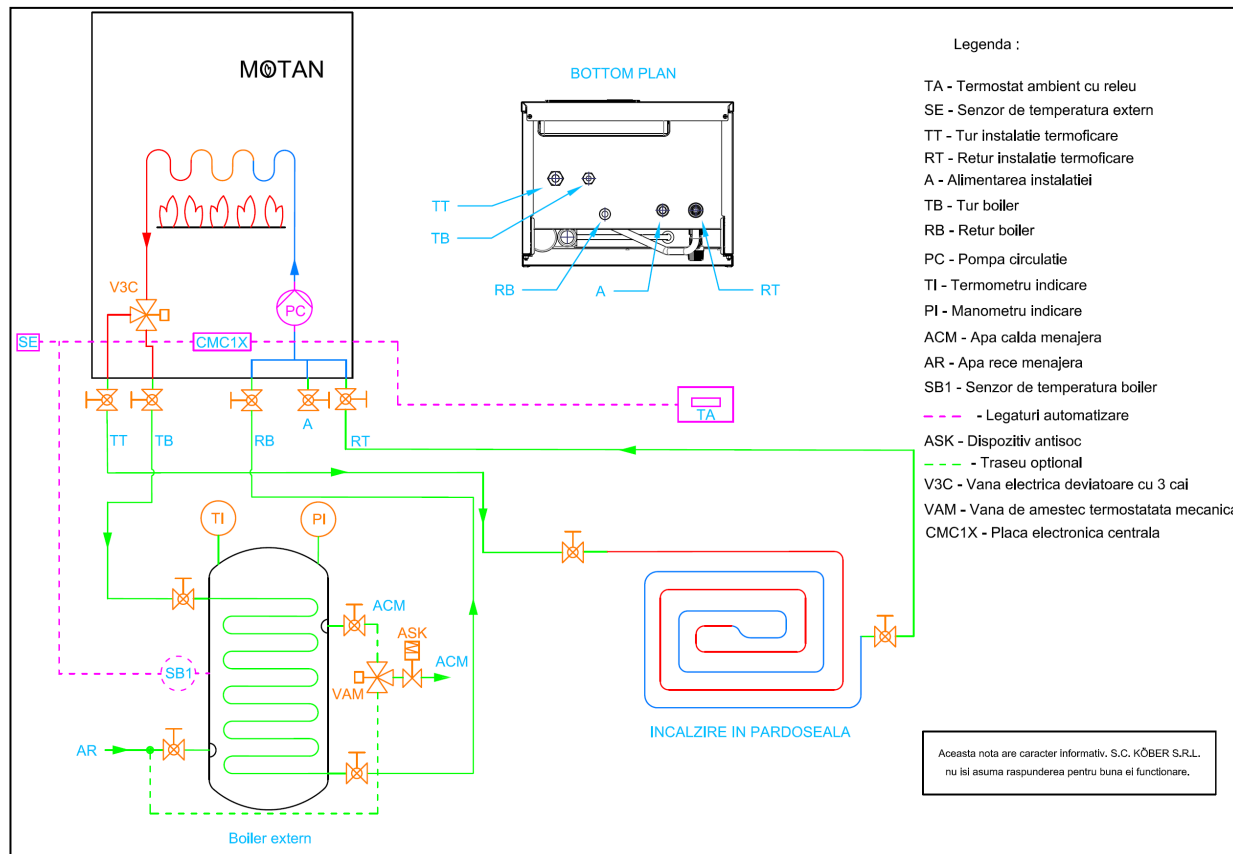 MOTAN
V3C
PC
SE
CMC1X
TA
TT
TB
RB
A
RT
BOTTOM PLAN
TT
TB
RB
A
RT
TI
PI
ACM
ASK
ACM
VAM
SB1
AR
Boiler extern
INCALZIRE IN PARDOSEALA
Legenda :
TA - Termostat ambient cu releu
SE - Senzor de temperatura extern
TT - Tur instalatie termoficare
RT - Retur instalatie termoficare
A - Alimentarea instalatiei
TB - Tur boiler
RB - Retur boiler
PC - Pompa circulatie
TI - Termometru indicare
PI - Manometru indicare
ACM - Apa calda menajera
AR - Apa rece menajera
SB1 - Senzor de temperatura boiler
- Legaturi automatizare
ASK - Dispozitiv antisoc
- Traseu optional
V3C - Vana electrica deviatoare cu 3 cai
VAM - Vana de amestec termostatata mecanica
CMC1X - Placa electronica centrala
Aceasta nota are caracter informativ. S.C. KÖBER S.R.L.
nu isi asuma raspunderea pentru buna ei functionare.